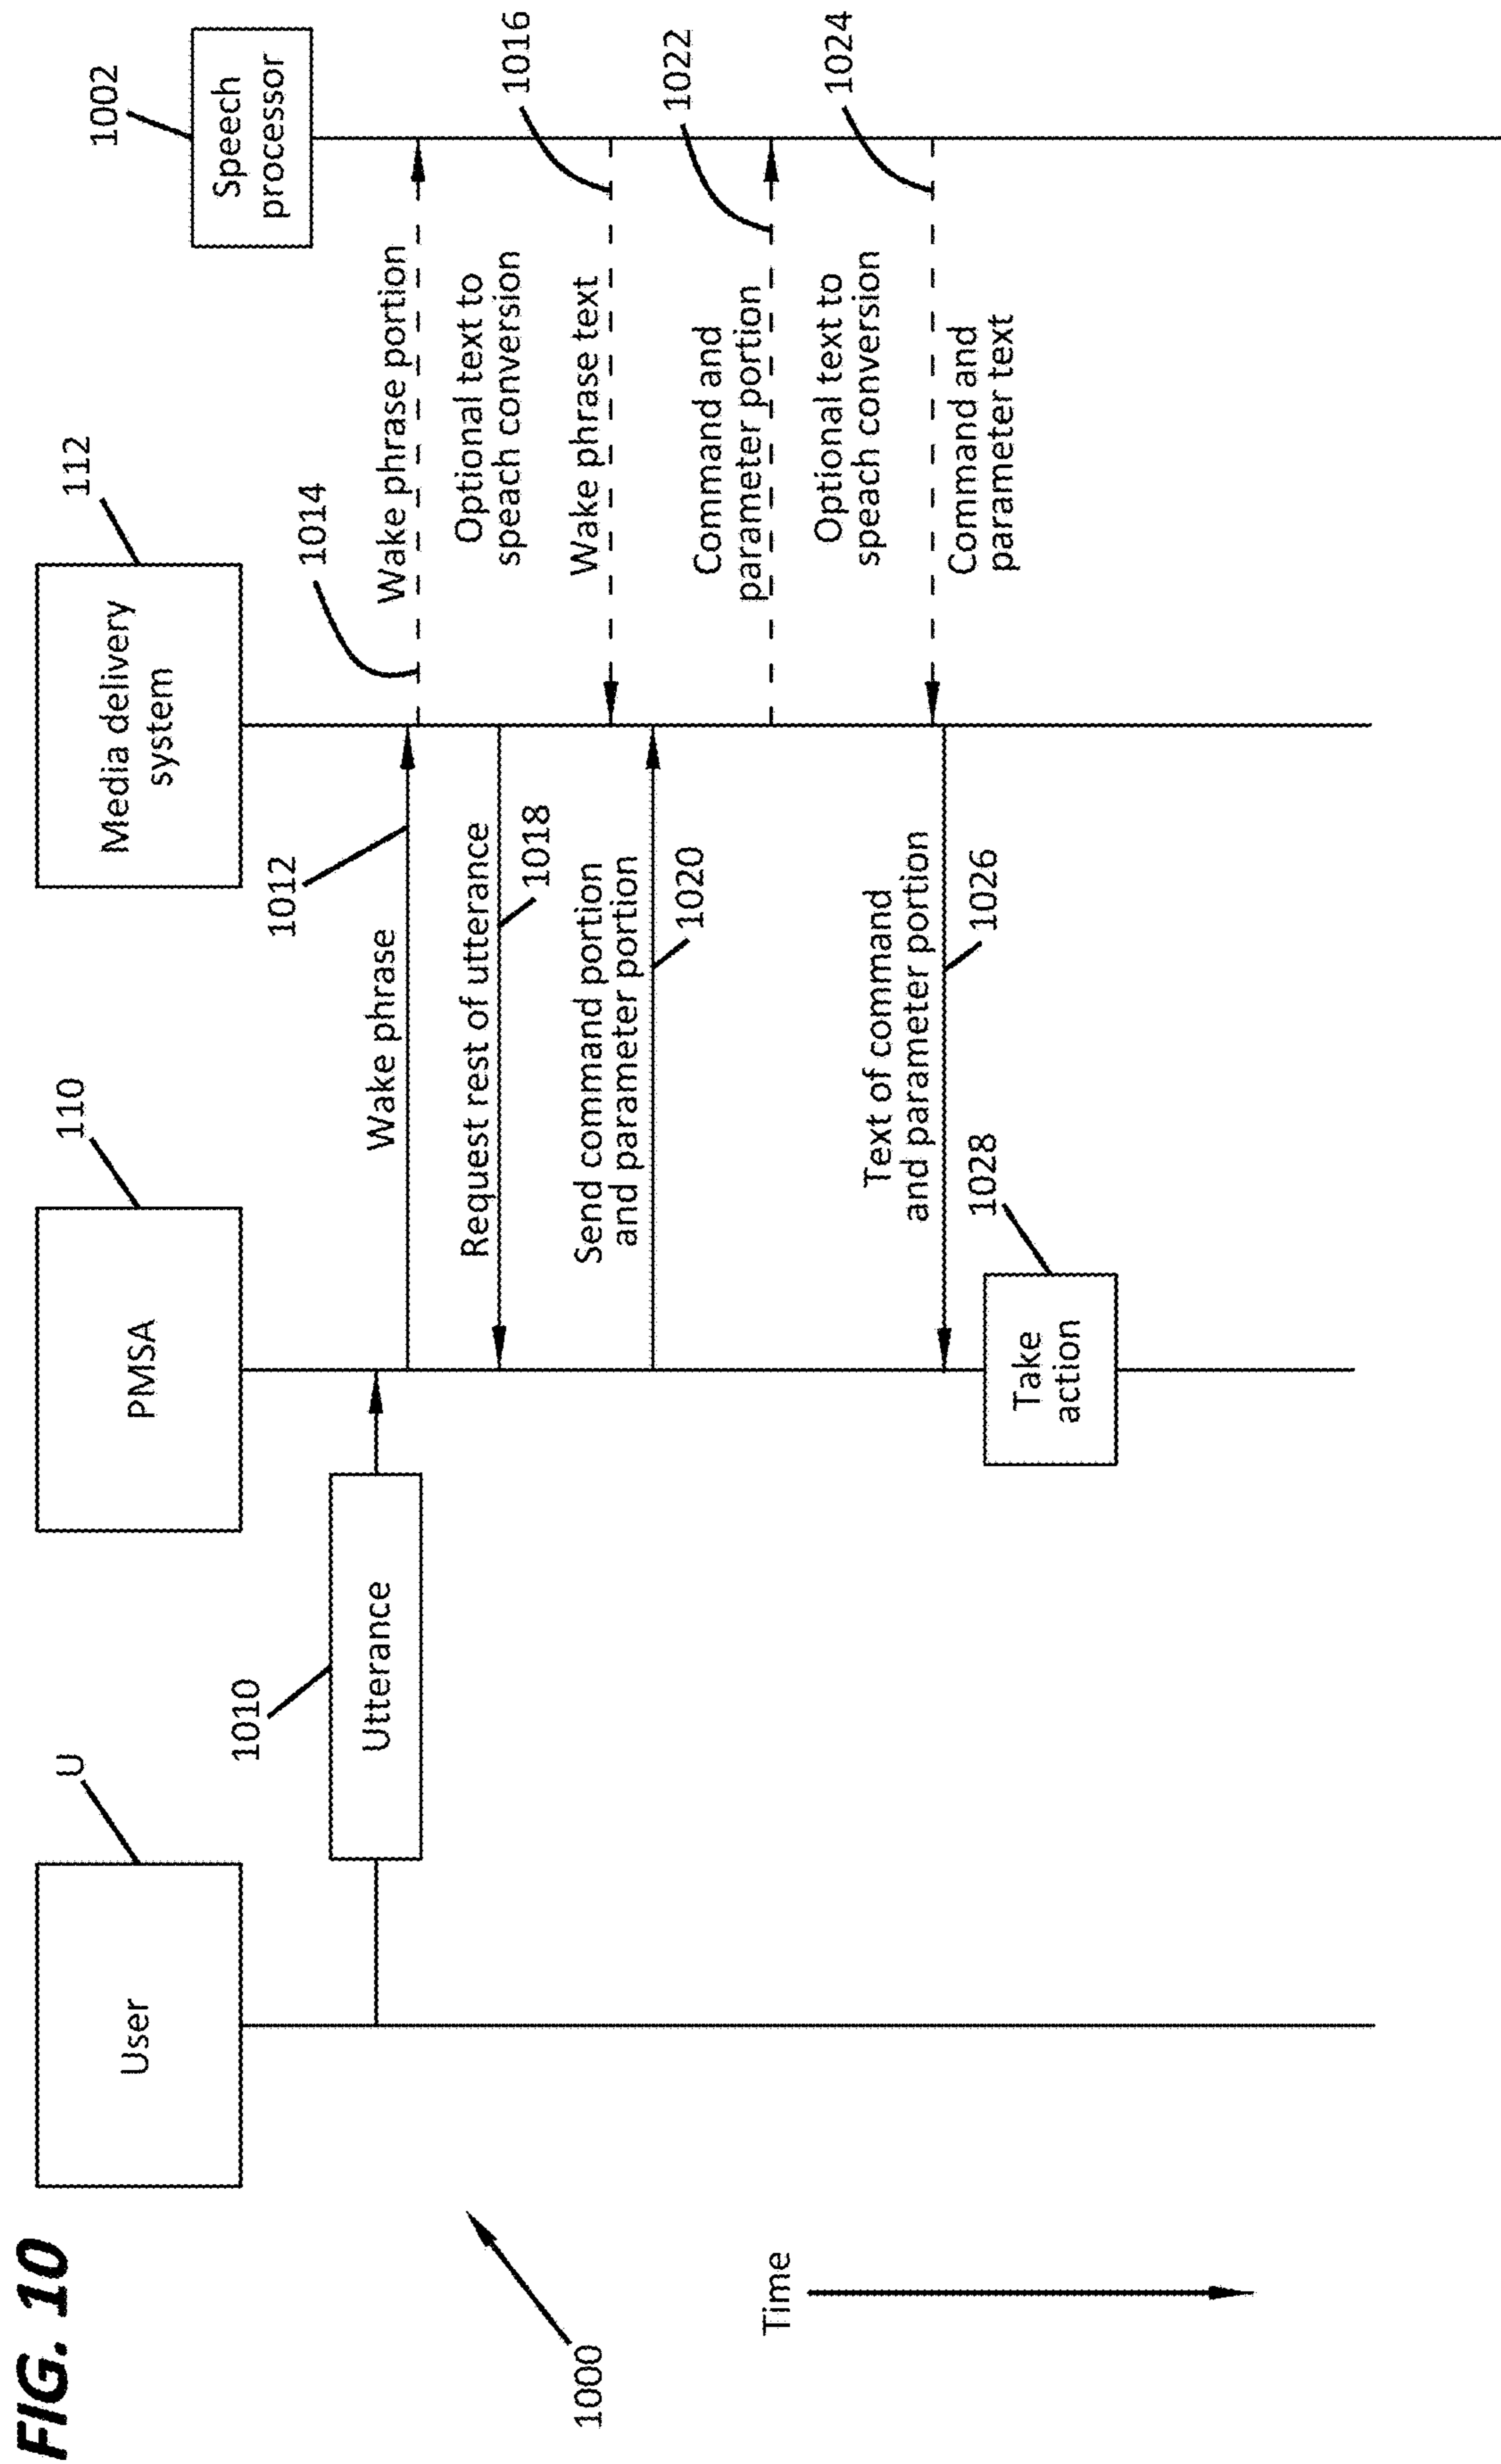 FIG. 10
U
110
112
1002
User
PMSA
Media delivery
system
Speech
processor
1010
Utterance
1012
Wake phrase
1014
Wake phrase portion
Request rest of utterance
1018
Optional text to
speach conversion
1016
Wake phrase text
Send command portion
and parameter portion
1020
Command and
parameter portion
1022
Optional text to
speach conversion
1024
Text of command
and parameter portion
1026
Command and
parameter text
1028
Take
action
1000
Time